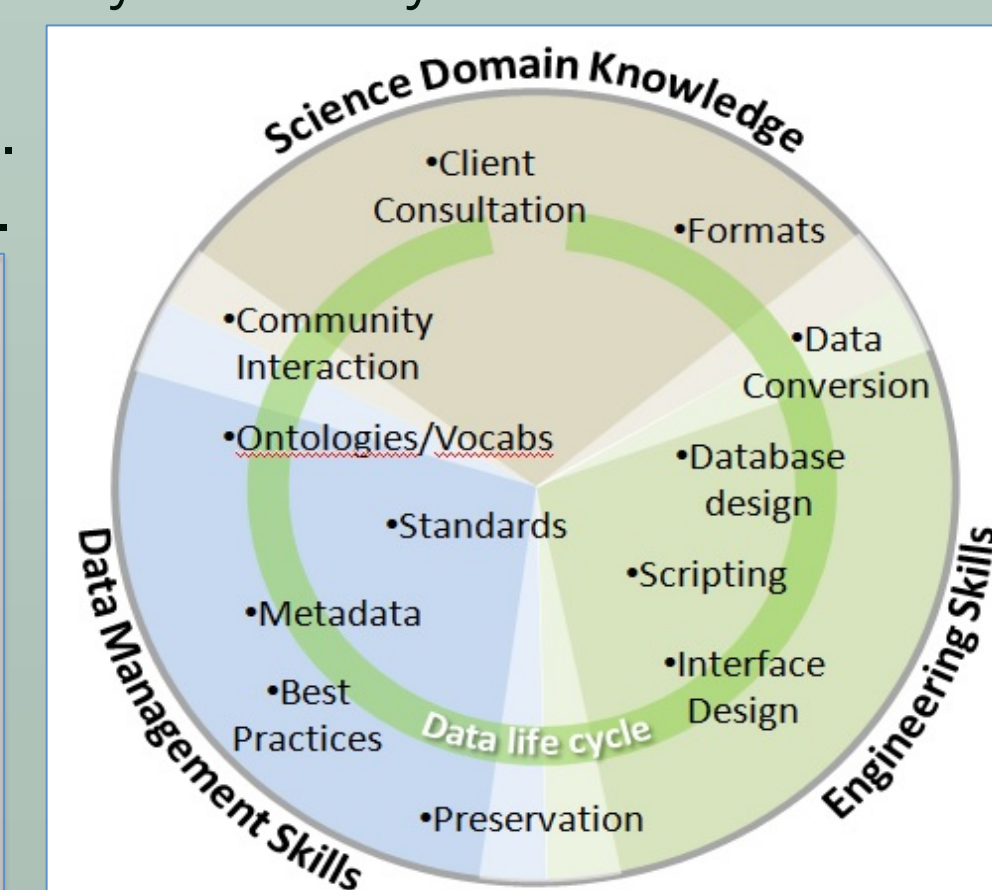 Science Domain Knowledge
•Client
Consultation
•Formats
•Community
Interaction
•Data
Conversion
•Ontologies/Vocabs
•Database
design
•Standards
•Scripting
•Metadata
•Interface
Design
•Best
Practices
Data life cycle
•Preservation
Data Management Skills
Engineering Skills